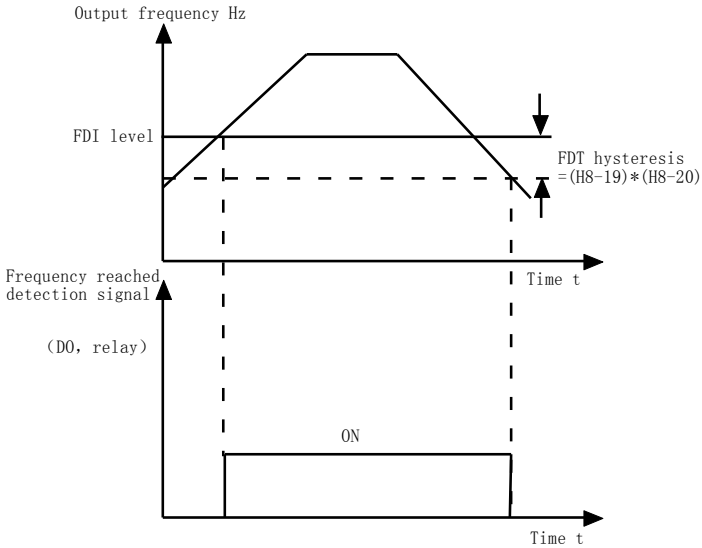 Output frequency Hz
FDI level
FDT hysteresis
=(H8-19)*(H8-20)
Time t
Frequency reached
detection signal
（DO, relay）
ON
Time t